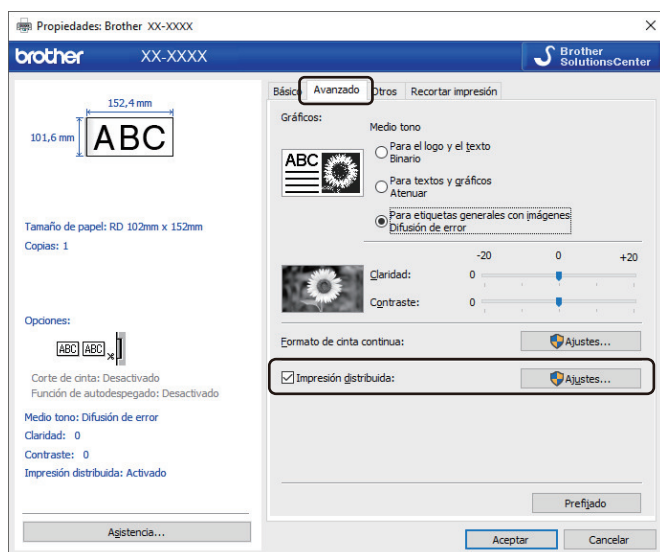 Propiedades: Brother XX-XXXX
brother XX-XXXX Brother SolutionsCenter
Básico Avanzado Otros Recortar impresión
152,4 mm
101,6 mm
ABC
Tamaño de papel: RD 102mm x 152mm
Copias: 1
Opciones:
ABC ABC
Corte de cinta: Desactivado
Función de autodespegado: Desactivado
Medio tono: Difusión de error
Claridad: 0
Contraste: 0
Impresión distribuida: Activado
Asistencia...
Gráficos:
ABC
Medio tono
Para el logo y el texto
Binario
Para textos y gráficos
Atenuar
Para etiquetas generales con imágenes
Difusión de error
-20 0 +20
Claridad: 0
Contraste: 0
Formato de cinta continua: Ajustes...
Impresión distribuida: Ajustes...
Prefijado
Aceptar Cancelar